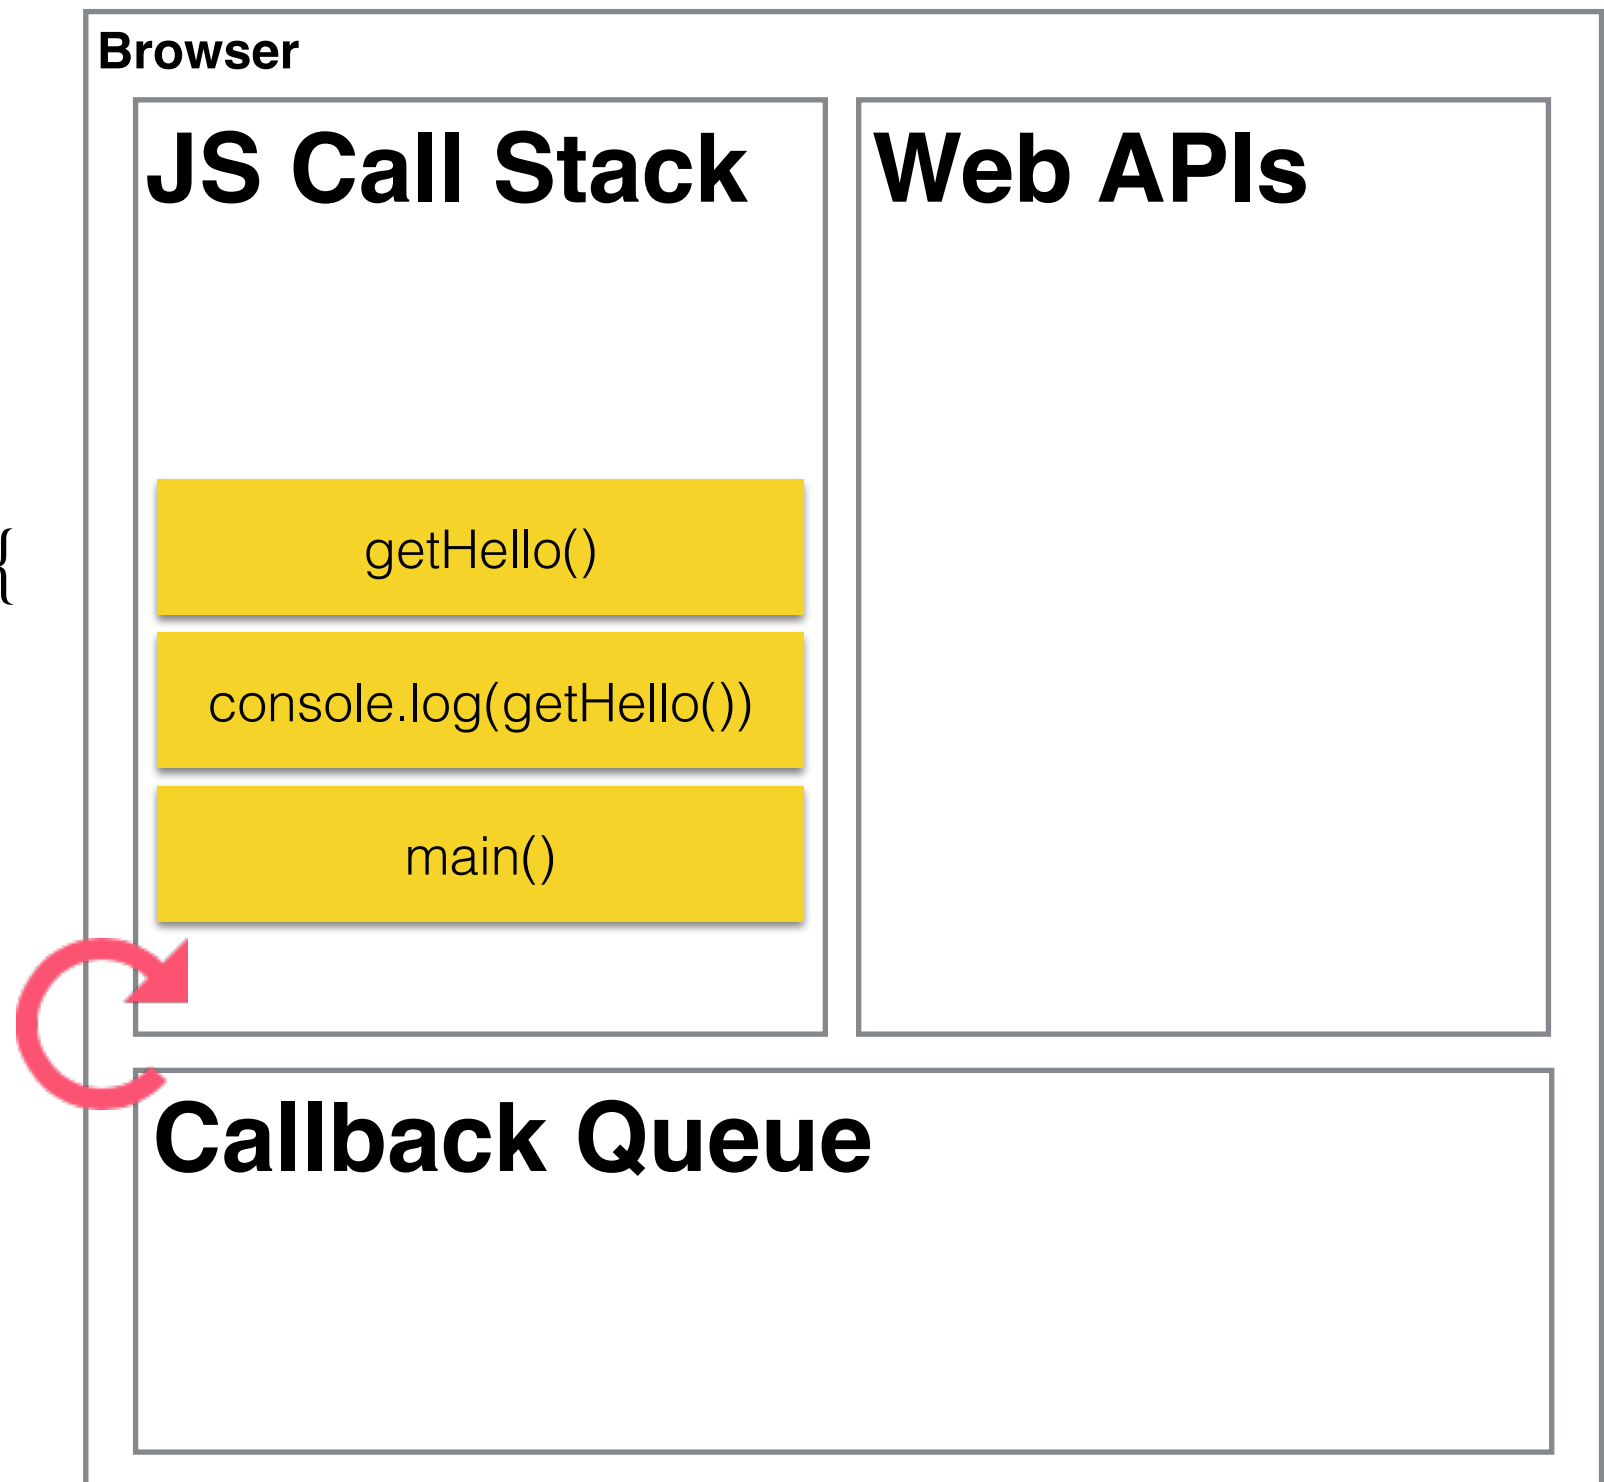 Browser
JS Call Stack
Web APIs
{
getHello()
console.log(getHello())
main()
Callback Queue